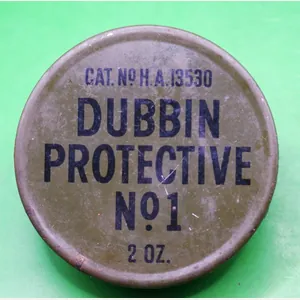 CAT. Nº H.A.13530
DUBBIN
PROTECTIVE
Nº1
2 OZ.